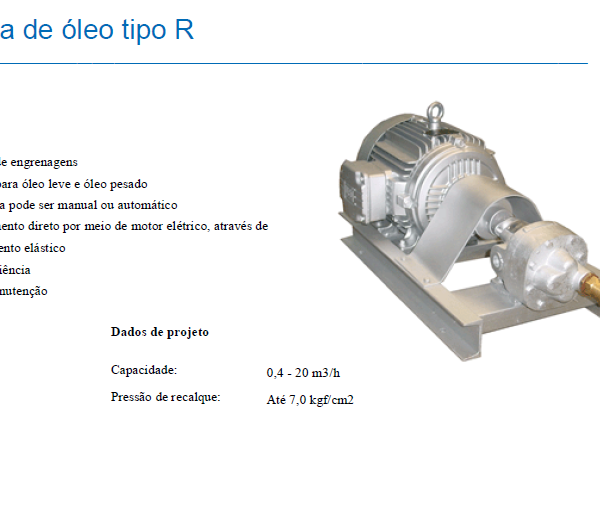 a de óleo tipo R
de engrenagens
para óleo leve e óleo pesado
a pode ser manual ou automático
mento direto por meio de motor elétrico, através de
ento elástico
iência
nutenção
Dados de projeto
Capacidade: 0,4 - 20 m3/h
Pressão de recalque: Até 7,0 kgf/cm2